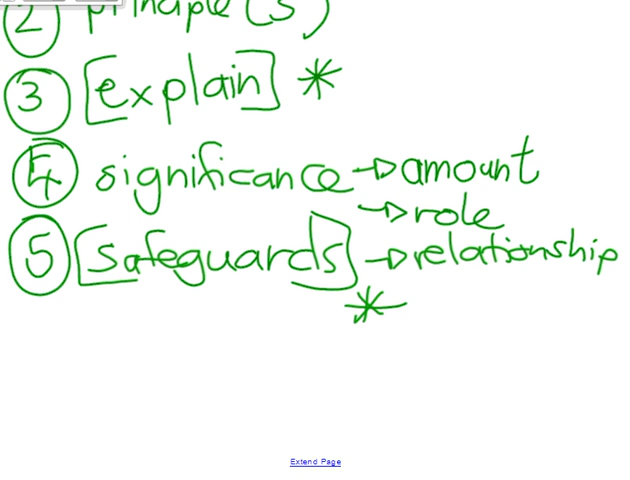 2 principle(s)
3 [explain] *
4 significance → amount
→ role
5 [safeguards] → relationship
*
Extend Page